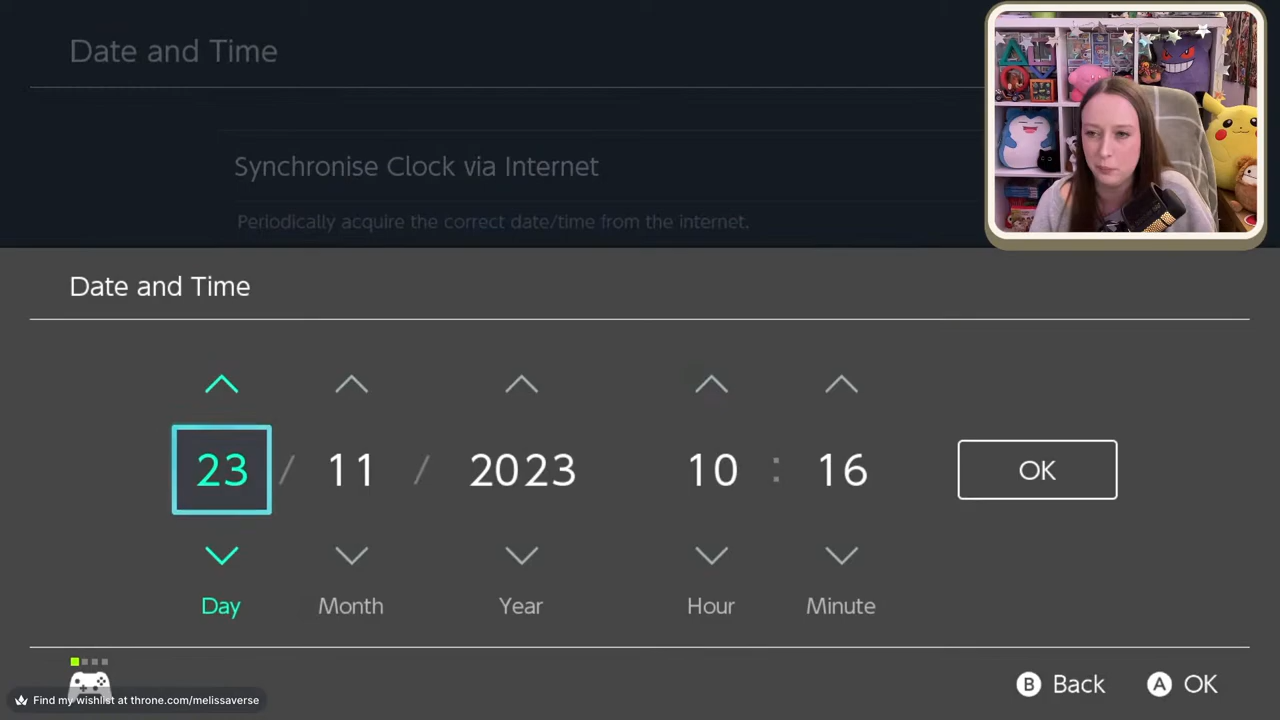 Date and Time
Synchronise Clock via Internet
Periodically acquire the correct date/time from the internet.
Date and Time
23 / 11 / 2023 10 : 16 OK
Day Month Year Hour Minute
B Back A OK
Find my wishlist at throne.com/melissaverse